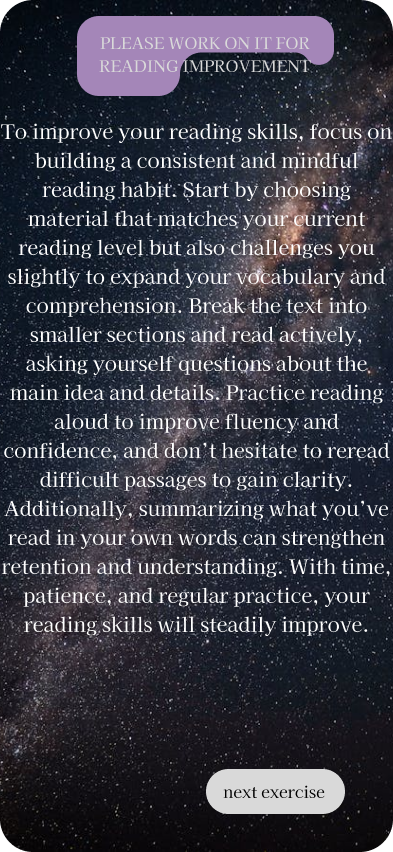 PLEASE WORK ON IT FOR
READING IMPROVEMENT
To improve your reading skills, focus on
building a consistent and mindful
reading habit. Start by choosing
material that matches your current
reading level but also challenges you
slightly to expand your vocabulary and
comprehension. Break the text into
smaller sections and read actively,
asking yourself questions about the
main idea and details. Practice reading
aloud to improve fluency and
confidence, and don’t hesitate to reread
difficult passages to gain clarity.
Additionally, summarizing what you’ve
read in your own words can strengthen
retention and understanding. With time,
patience, and regular practice, your
reading skills will steadily improve.
next exercise